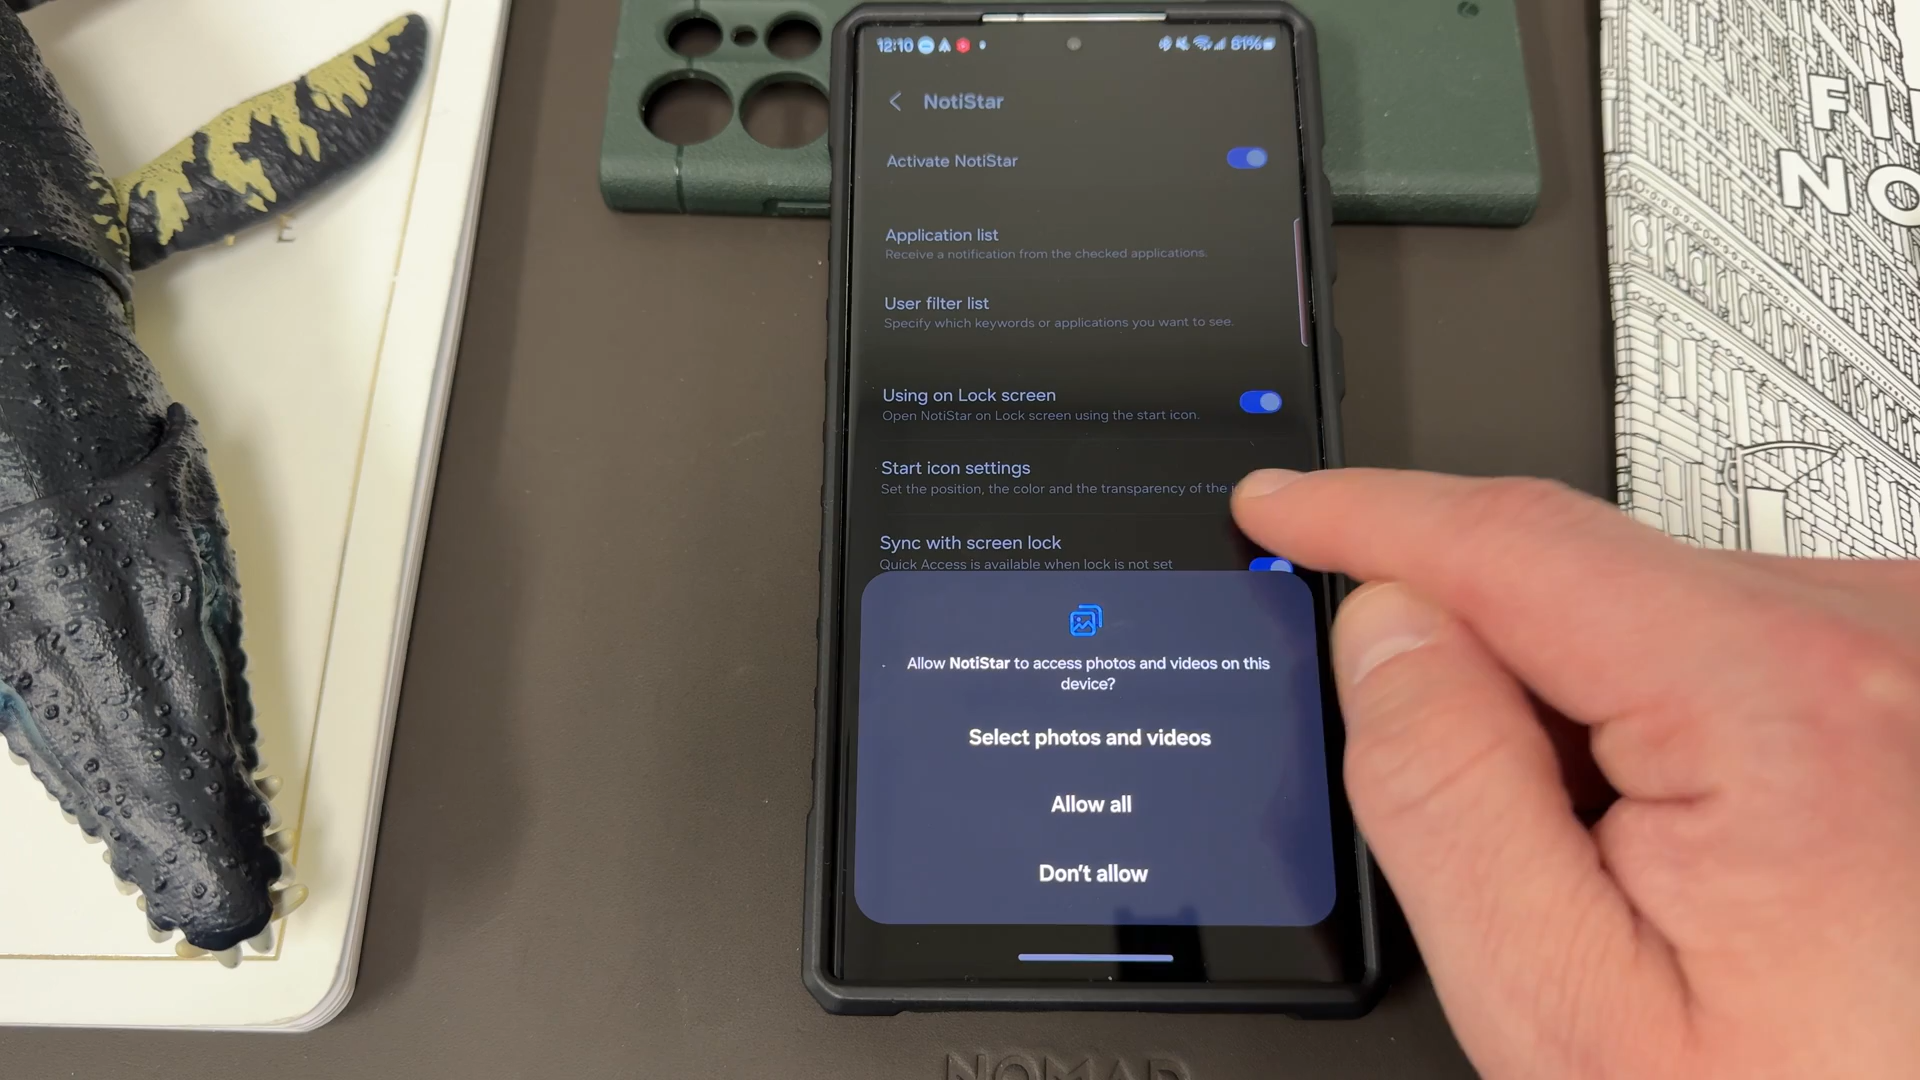 12:10
81%
NotiStar
Activate NotiStar
Application list
Receive a notification from the checked applications.
User filter list
Specify which keywords or applications you want to see.
Using on Lock screen
Open NotiStar on Lock screen using the start icon.
Start icon settings
Set the position, the color and the transparency of the
Sync with screen lock
Quick Access is available when lock is not set
Allow NotiStar to access photos and videos on this
device?
Select photos and videos
Allow all
Don't allow
NOMAD
FI
NO
E